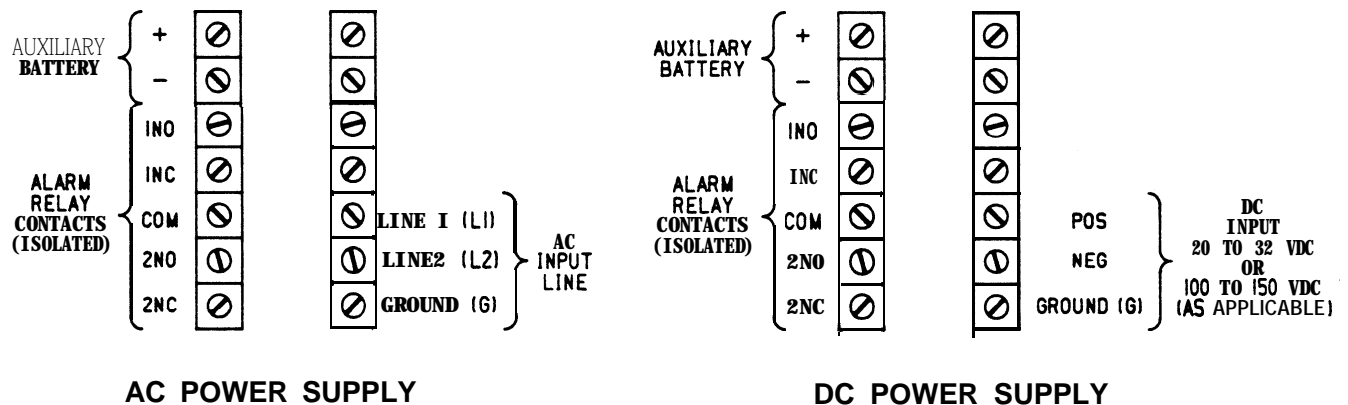 AUXILIARY
BATTERY
+
−
ALARM
RELAY
CONTACTS
(ISOLATED)
INO
INC
COM
2NO
2NC
LINE I (LI)
LINE2 (L2)
GROUND (G)
AC
INPUT
LINE
AC POWER SUPPLY
AUXILIARY
BATTERY
+
−
ALARM
RELAY
CONTACTS
(ISOLATED)
INO
INC
COM
2NO
2NC
POS
NEG
GROUND (G)
DC
INPUT
20 TO 32 VDC
OR
100 TO 150 VDC
(AS APPLICABLE)
DC POWER SUPPLY